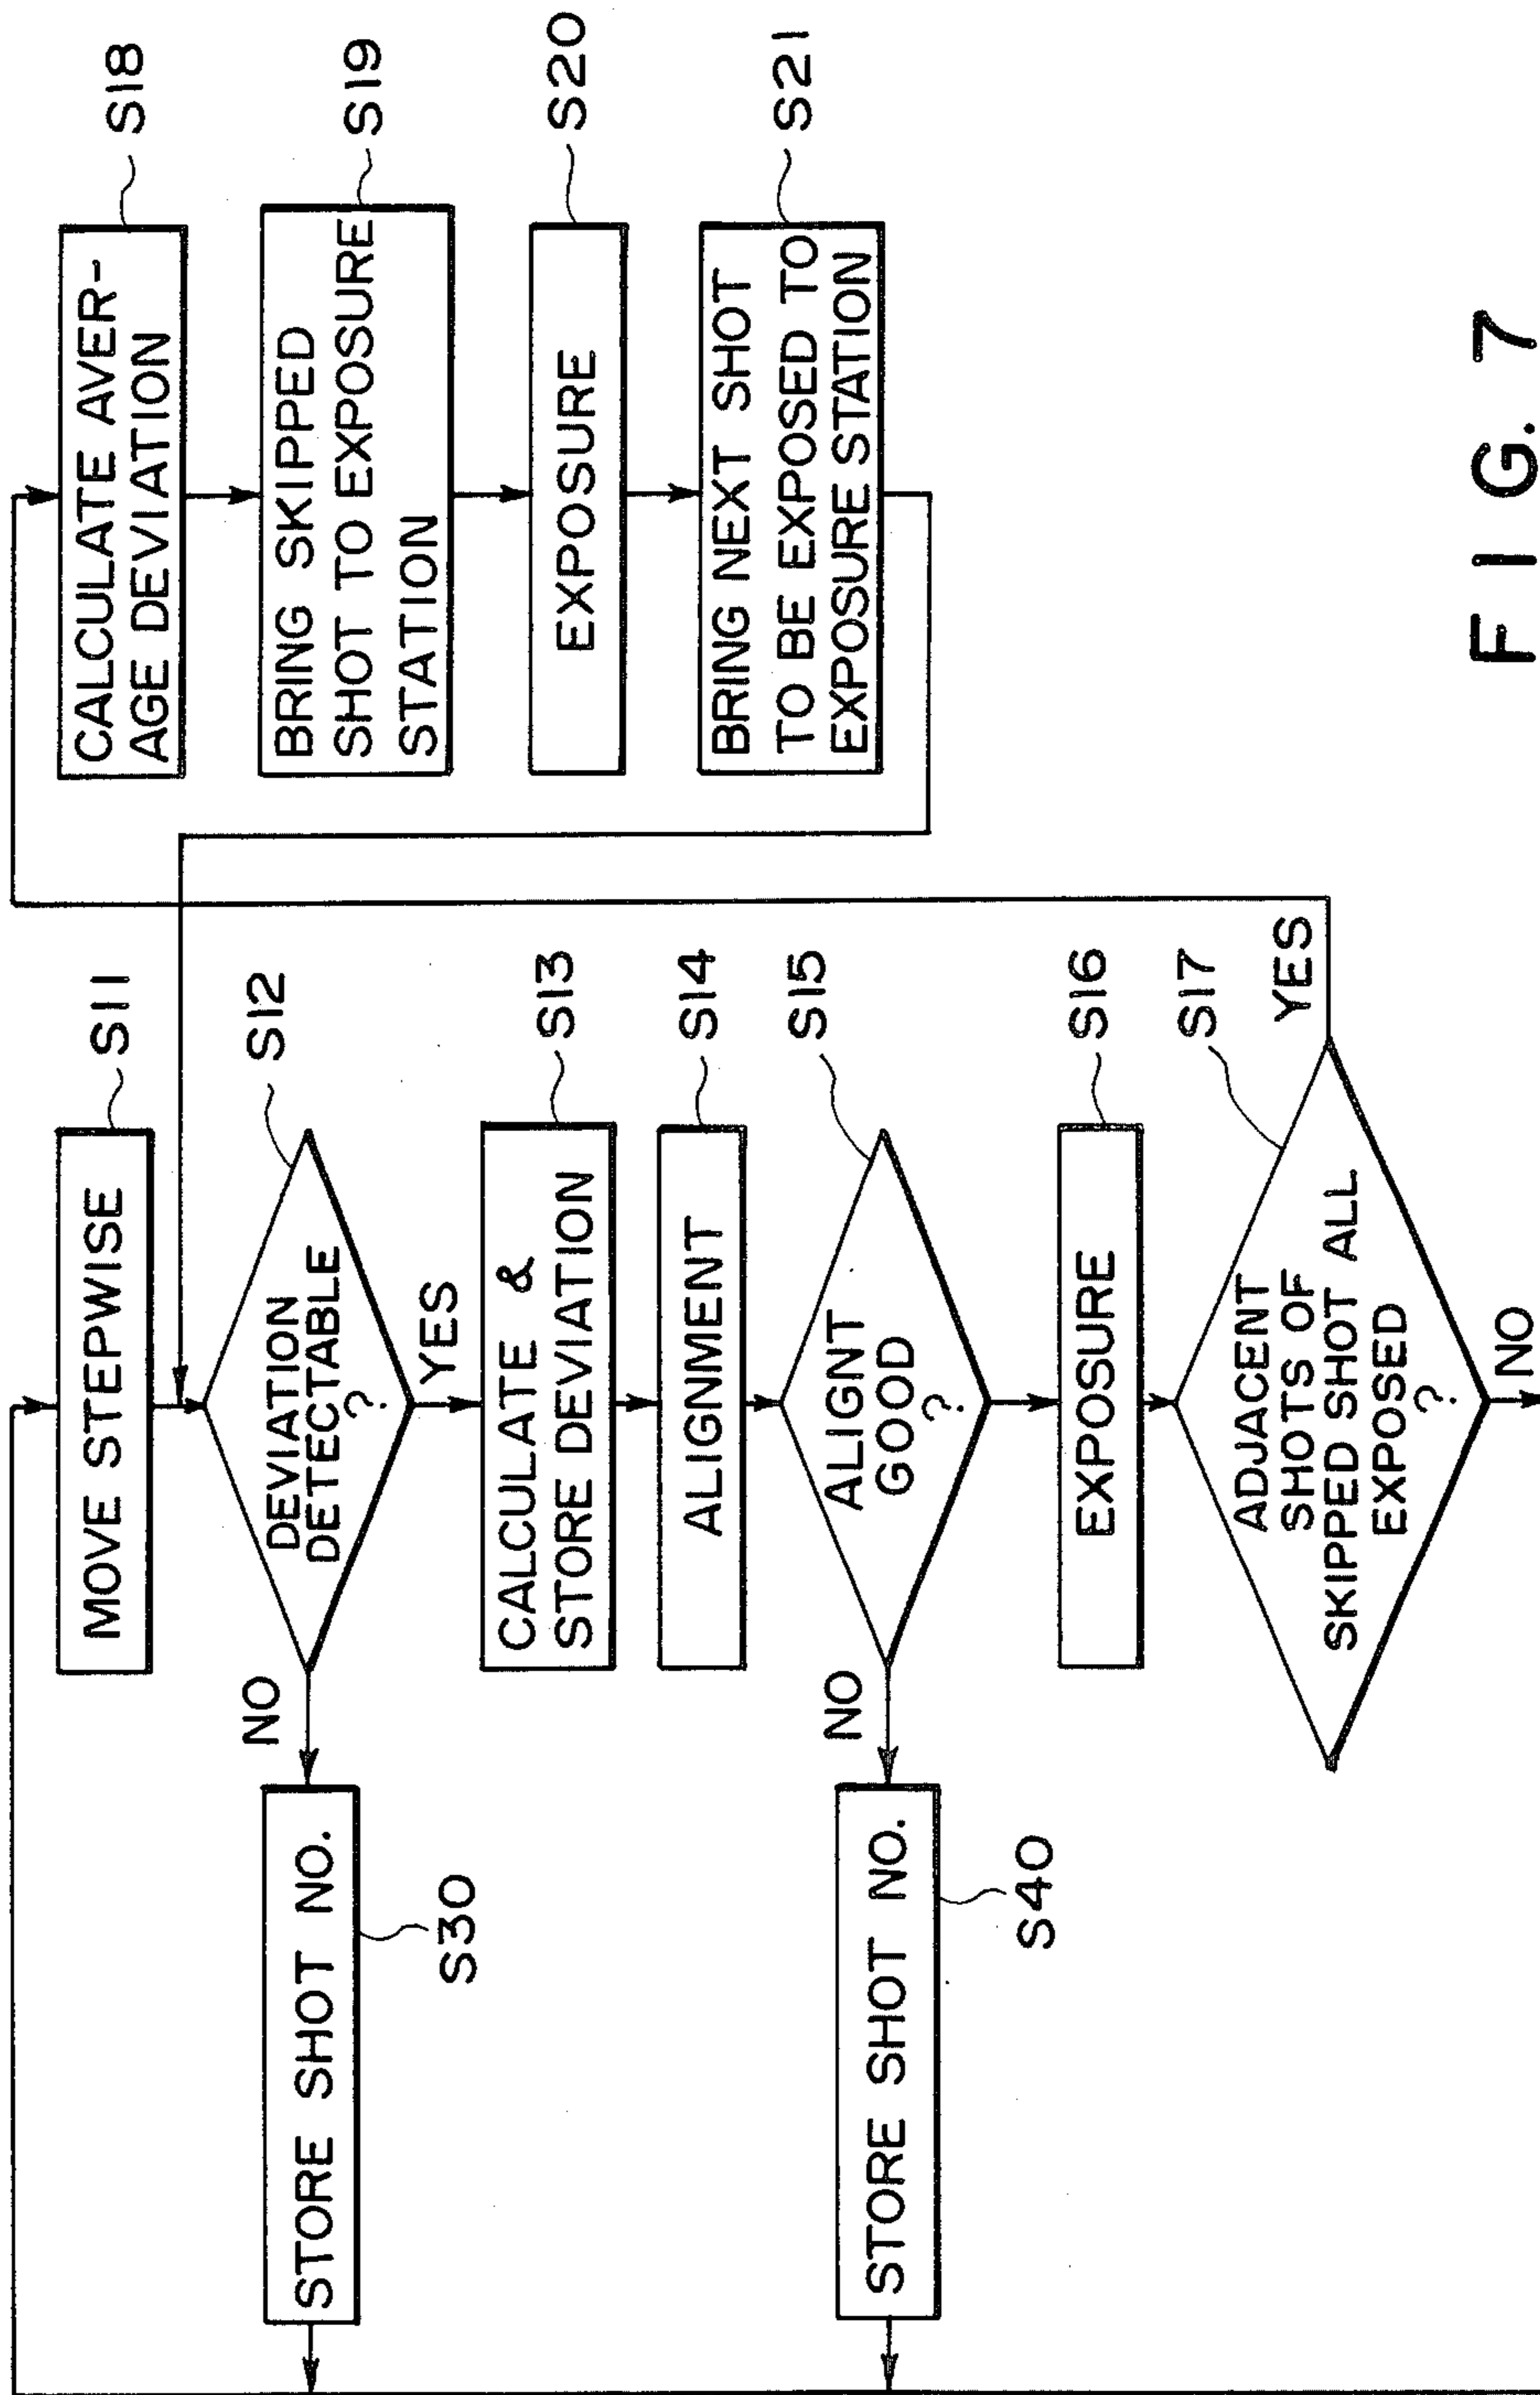 MOVE STEPWISE
S11
DEVIATION
DETECTABLE
?
S12
NO
YES
STORE SHOT NO.
S30
CALCULATE &
STORE DEVIATION
S13
ALIGNMENT
S14
ALIGNT
GOOD
?
S15
NO
STORE SHOT NO.
S40
EXPOSURE
S16
ADJACENT
SHOTS OF
SKIPPED SHOT ALL
EXPOSED
?
S17
YES
NO
CALCULATE AVER-
AGE DEVIATION
S18
BRING SKIPPED
SHOT TO EXPOSURE
STATION
S19
EXPOSURE
S20
BRING NEXT SHOT
TO BE EXPOSED TO
EXPOSURE STATION
S21
FIG. 7